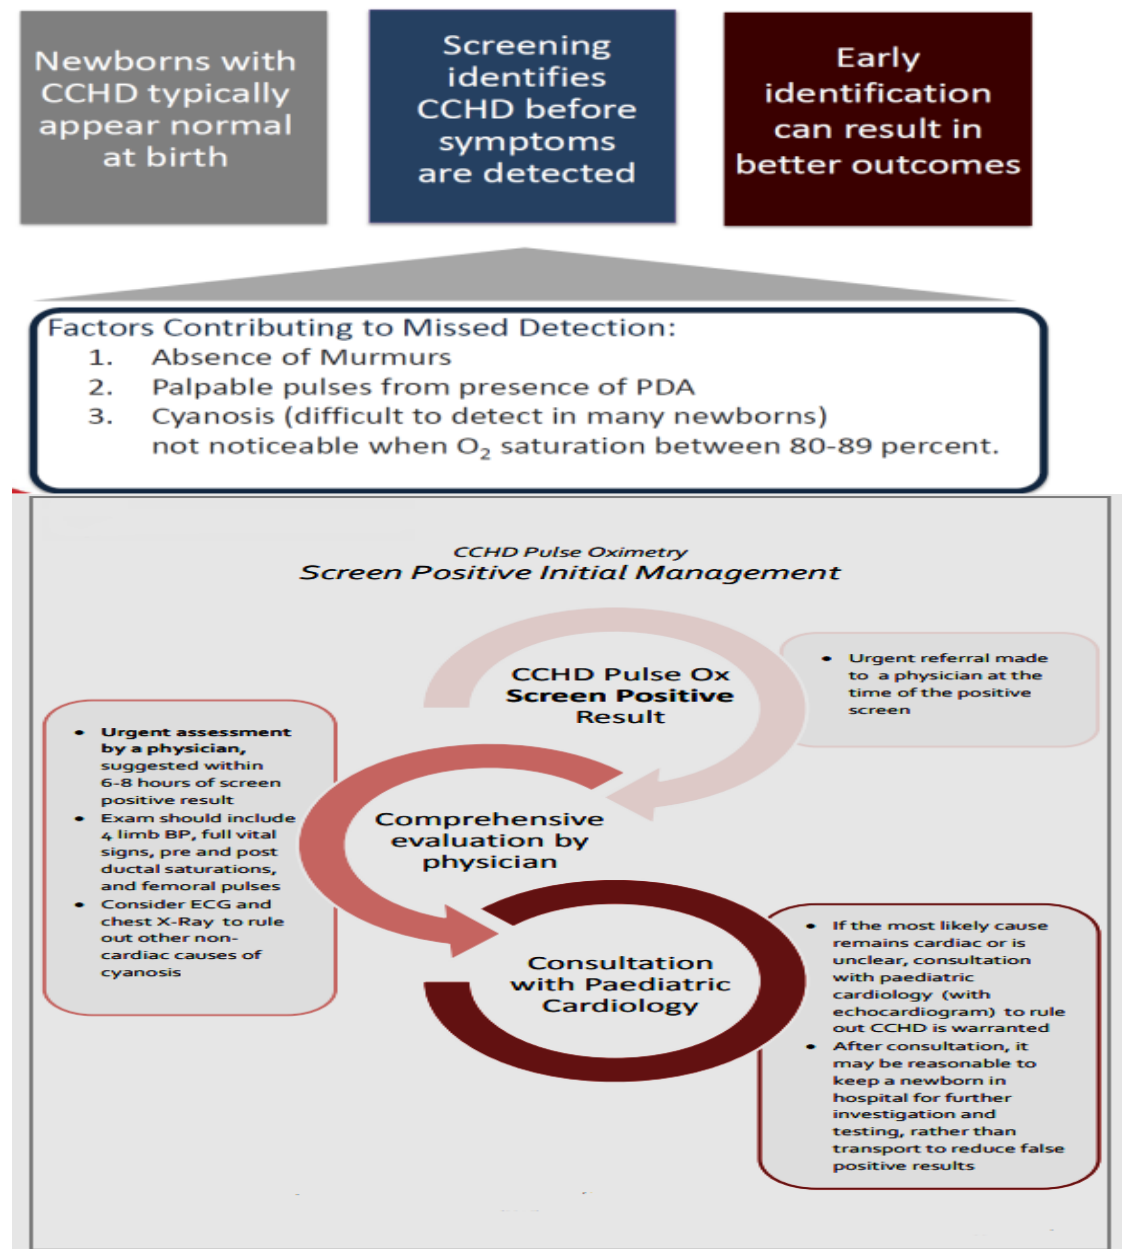 Newborns with
CCHD typically
appear normal
at birth
Screening
identifies
CCHD before
symptoms
are detected
Early
identification
can result in
better outcomes
Factors Contributing to Missed Detection:
1. Absence of Murmurs
2. Palpable pulses from presence of PDA
3. Cyanosis (difficult to detect in many newborns)
not noticeable when O₂ saturation between 80-89 percent.
CCHD Pulse Oximetry
Screen Positive Initial Management
CCHD Pulse Ox
Screen Positive
Result
• Urgent referral made
to a physician at the
time of the positive
screen
• Urgent assessment
by a physician,
suggested within
6-8 hours of screen
positive result
• Exam should include
4 limb BP, full vital
signs, pre and post
ductal saturations,
and femoral pulses
• Consider ECG and
chest X-Ray to rule
out other non-
cardiac causes of
cyanosis
Comprehensive
evaluation by
physician
Consultation
with Paediatric
Cardiology
• If the most likely cause
remains cardiac or is
unclear, consultation
with paediatric
cardiology (with
echocardiogram) to rule
out CCHD is warranted
• After consultation, it
may be reasonable to
keep a newborn in
hospital for further
investigation and
testing, rather than
transport to reduce false
positive results